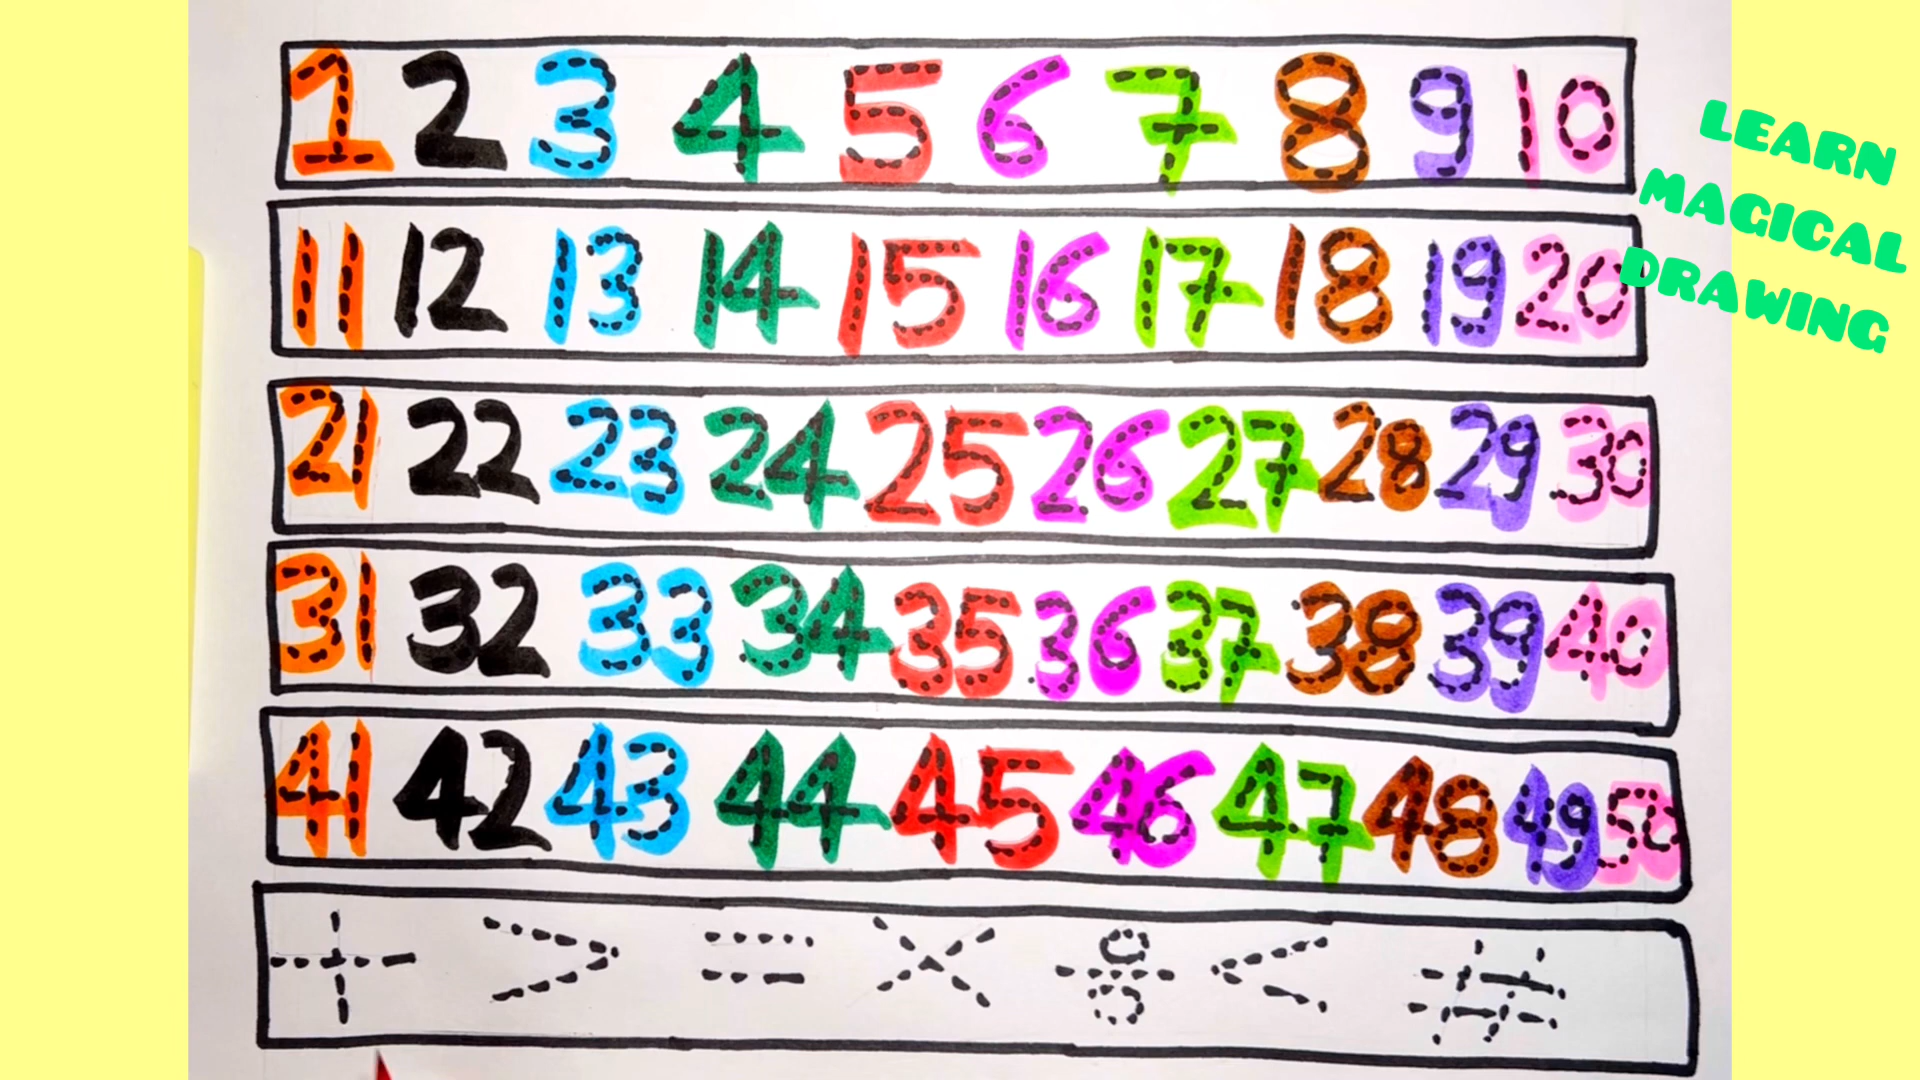 1 2 3 4 5 6 7 8 9 10
11 12 13 14 15 16 17 18 19 20
21 22 23 24 25 26 27 28 29 30
31 32 33 34 35 36 37 38 39 40
41 42 43 44 45 46 47 48 49 50
+ > = × ÷ < #
LEARN
MAGICAL
DRAWING